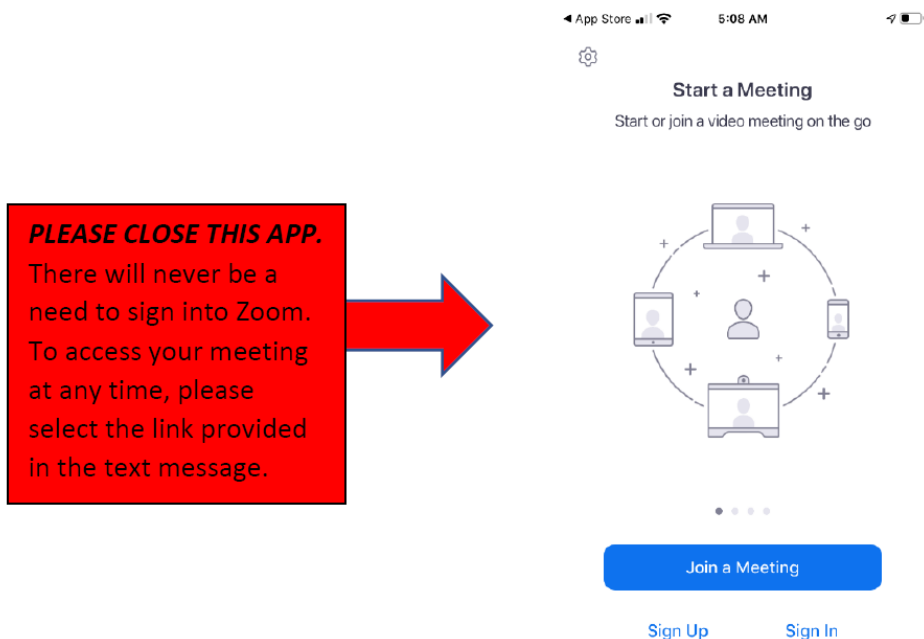 ◀ App Store 5:08 AM
Start a Meeting
Start or join a video meeting on the go
PLEASE CLOSE THIS APP.
There will never be a
need to sign into Zoom.
To access your meeting
at any time, please
select the link provided
in the text message.
Join a Meeting
Sign Up Sign In